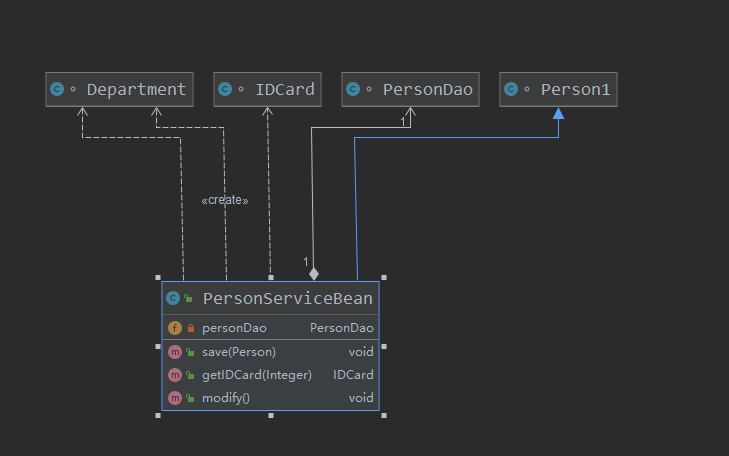 Department
IDCard
PersonDao
Person1
1
«create»
1
PersonServiceBean
personDao PersonDao
save(Person) void
getIDCard(Integer) IDCard
modify() void